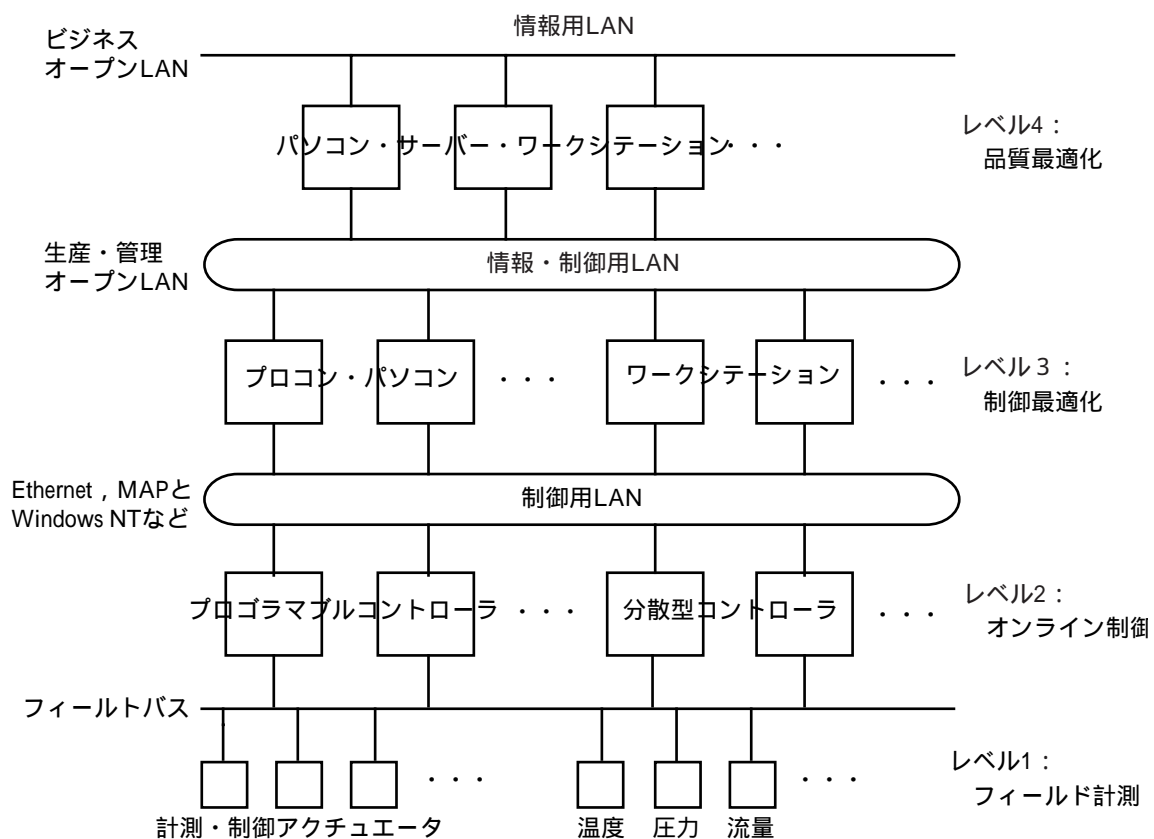 情報用LAN
ビジネス
オープンLAN
パソコン・サーバー・ワークシテーション・・・
レベル4:
品質最適化
生産・管理
オープンLAN
情報・制御用LAN
プロコン・パソコン ・・・ ワークシテーション ・・・
レベル3:
制御最適化
Ethernet,MAPと
Windows NTなど
制御用LAN
プロゴラマブルコントローラ ・・・ 分散型コントローラ ・・・
レベル2:
オンライン制御
フィールトバス
・・・ ・・・
レベル1:
フィールド計測
計測・制御アクチュエータ 温度 圧力 流量